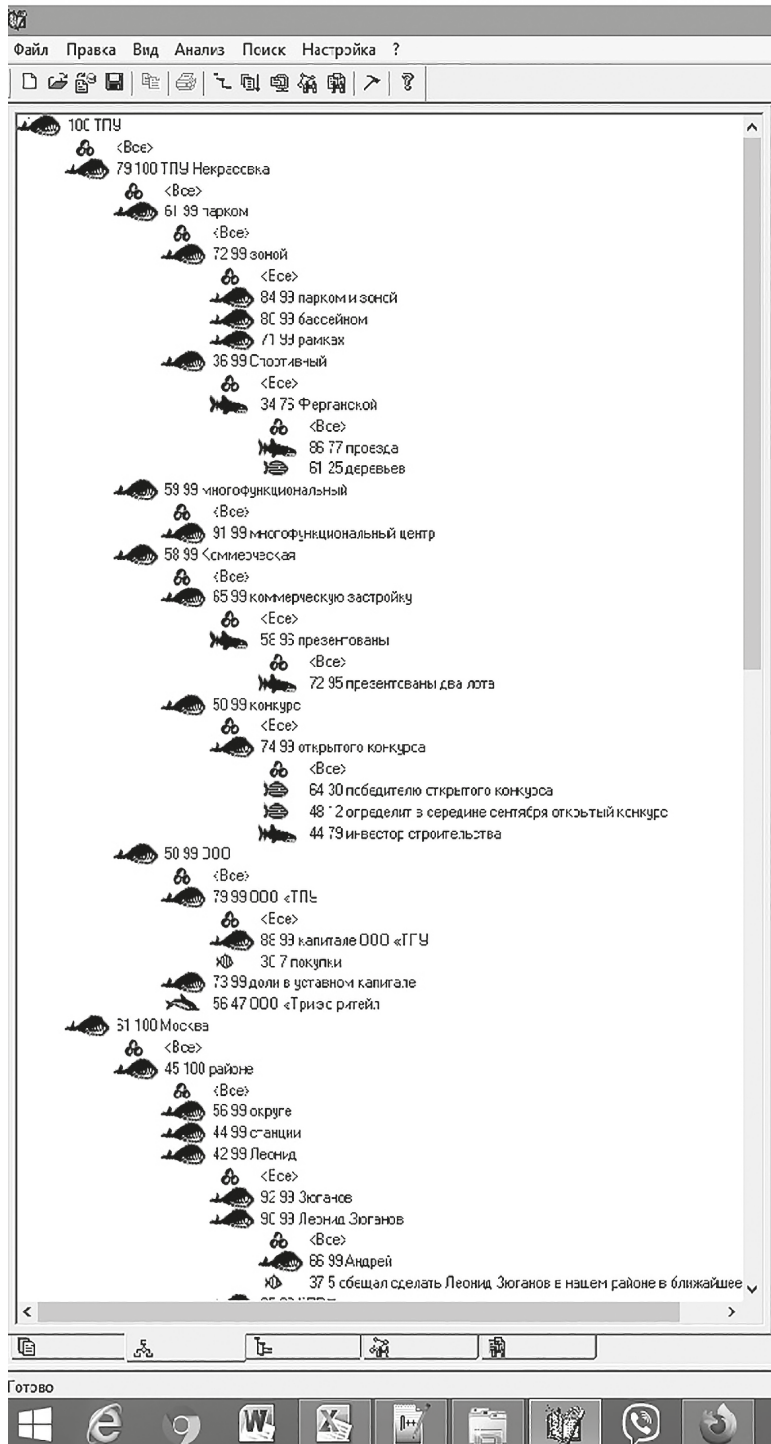 Файл Правка Вид Анализ Поиск Настройка ?
100 ТПУ
<Все>
79 100 ТПУ Некрасовка
<Все>
61 99 парком
<Все>
72 99 зоной
<Все>
84 99 парком и зоной
80 99 бассейном
71 99 рамках
36 99 Спортивный
<Все>
34 76 Ферганской
<Все>
86 77 проезда
61 25 деревьев
59 99 многофункциональный
<Все>
91 99 многофункциональный центр
58 99 Коммерческая
<Все>
65 99 коммерческую застройку
<Все>
58 96 презентованы
<Все>
72 95 презентованы два лота
50 99 конкурс
<Все>
74 99 открытого конкурса
<Все>
64 30 победителю открытого конкурса
48 12 определит в середине сентября открытый конкурс
44 79 инвестор строительства
50 99 ООО
<Все>
79 99 ООО «ТПУ
<Все>
88 99 капитале ООО «ТПУ
30 7 покупки
73 99 доли в уставном капитале
56 47 ООО «Триэс ритейл
61 100 Москва
<Все>
45 100 районе
<Все>
56 99 округе
44 99 станции
42 99 Леонид
<Все>
92 99 Зюганов
90 99 Леонид Зюганов
<Все>
66 99 Андрей
37 5 обещал сделать Леонид Зюганов в нашем районе в ближайшее
Готово